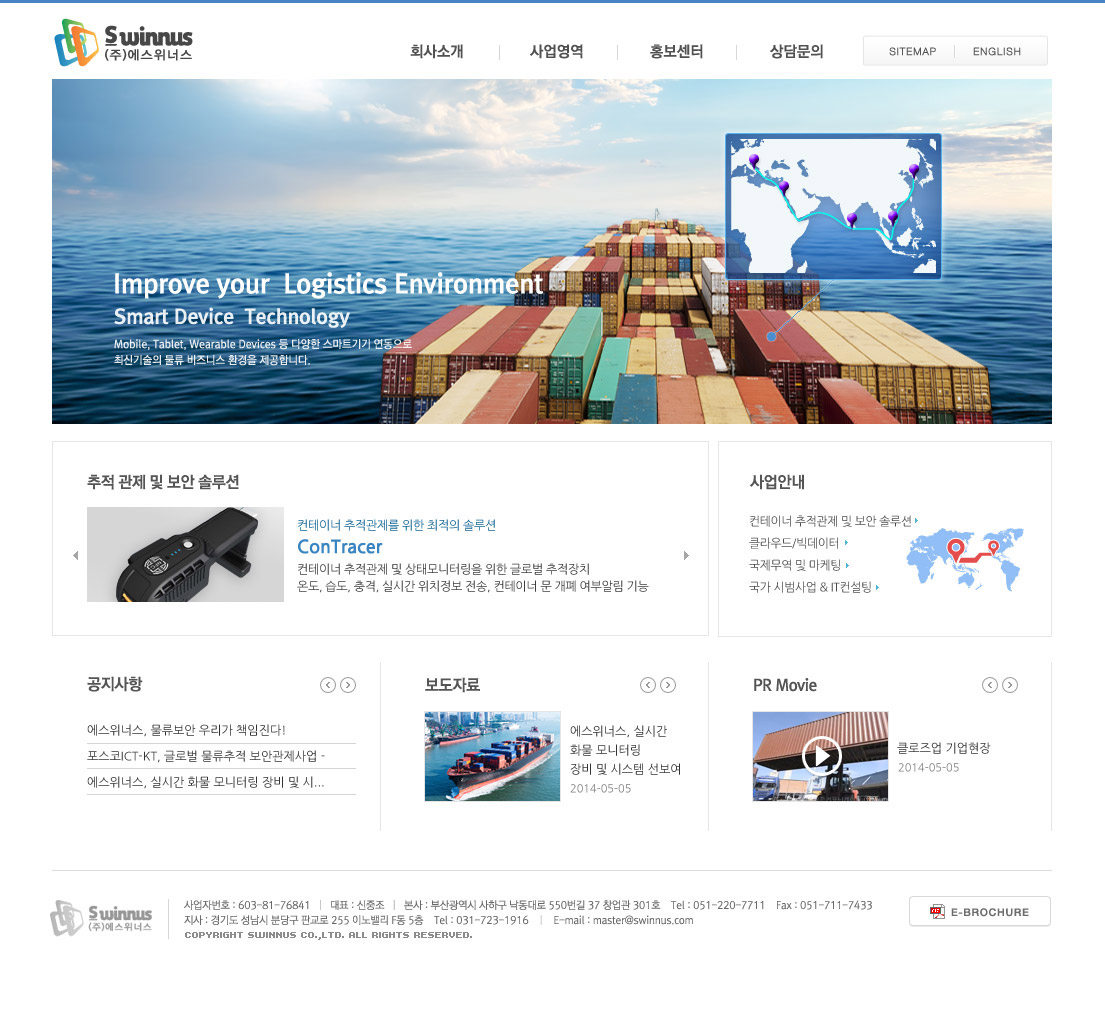 Swinnus
(주)에스위너스
회사소개
사업영역
홍보센터
상담문의
SITEMAP
ENGLISH
Improve your Logistics Environment
Smart Device Technology
Mobile, Tablet, Wearable Devices 등 다양한 스마트기기 연동으로
최신기술의 물류 비즈니스 환경을 제공합니다.
추적 관제 및 보안 솔루션
컨테이너 추적관제를 위한 최적의 솔루션
ConTracer
컨테이너 추적관제 및 상태모니터링을 위한 글로벌 추적장치
온도, 습도, 충격, 실시간 위치정보 전송, 컨테이너 문 개폐 여부알림 기능
사업안내
컨테이너 추적관제 및 보안 솔루션
클라우드/빅데이터
국제무역 및 마케팅
국가 시범사업 & IT컨설팅
공지사항
에스위너스, 물류보안 우리가 책임진다!
포스코ICT-KT, 글로벌 물류추적 보안관제사업 -
에스위너스, 실시간 화물 모니터링 장비 및 시...
보도자료
에스위너스, 실시간
화물 모니터링
장비 및 시스템 선보여
2014-05-05
PR Movie
클로즈업 기업현장
2014-05-05
Swinnus
(주)에스위너스
사업자번호 : 603-81-76841 | 대표 : 신중조 | 본사 : 부산광역시 사하구 낙동대로 550번길 37 창업관 301호 Tel : 051-220-7711 Fax : 051-711-7433
지사 : 경기도 성남시 분당구 판교로 255 이노밸리 F동 5층 Tel : 031-723-1916 | E-mail : master@swinnus.com
COPYRIGHT SWINNUS CO.,LTD. ALL RIGHTS RESERVED.
E-BROCHURE